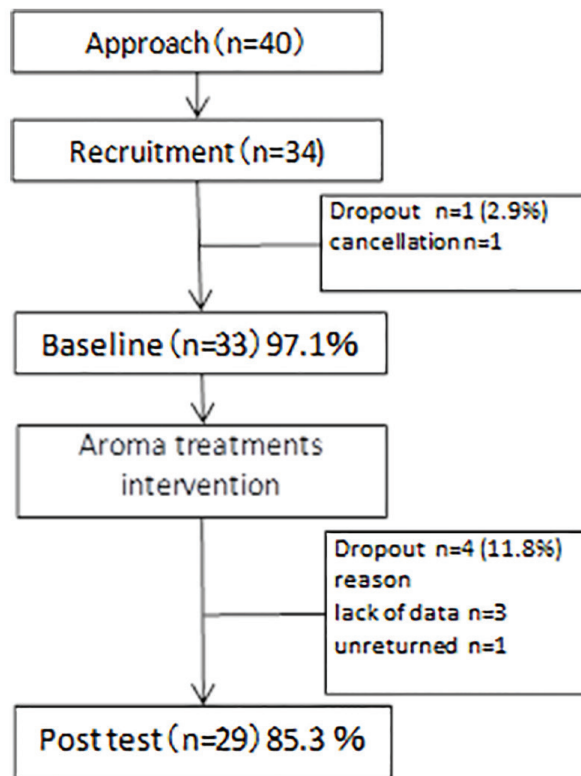 Approach(n=40)
Recruitment(n=34)
Dropout n=1 (2.9%)
cancellation n=1
Baseline(n=33) 97.1%
Aroma treatments
intervention
Dropout n=4 (11.8%)
reason
lack of data n=3
unreturned n=1
Post test(n=29) 85.3 %